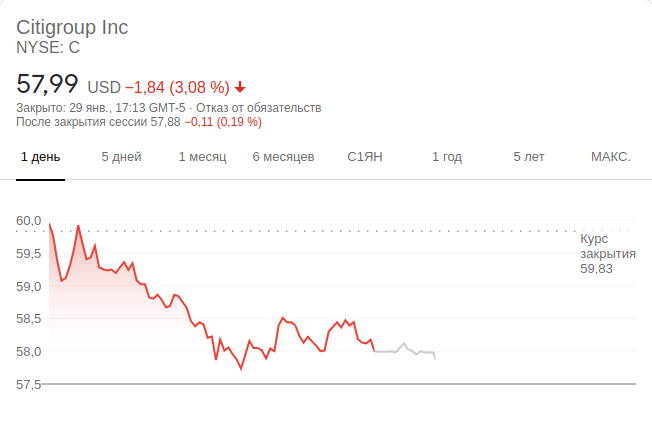 Citigroup Inc
NYSE: C
57,99 USD −1,84 (3,08 %)
Закрыто: 29 янв., 17:13 GMT-5 · Отказ от обязательств
После закрытия сессии 57,88 −0,11 (0,19 %)
1 день 5 дней 1 месяц 6 месяцев С1ЯН 1 год 5 лет МАКС.
60,0
Курс
закрытия
59,83
59,5
59,0
58,5
58,0
57,5